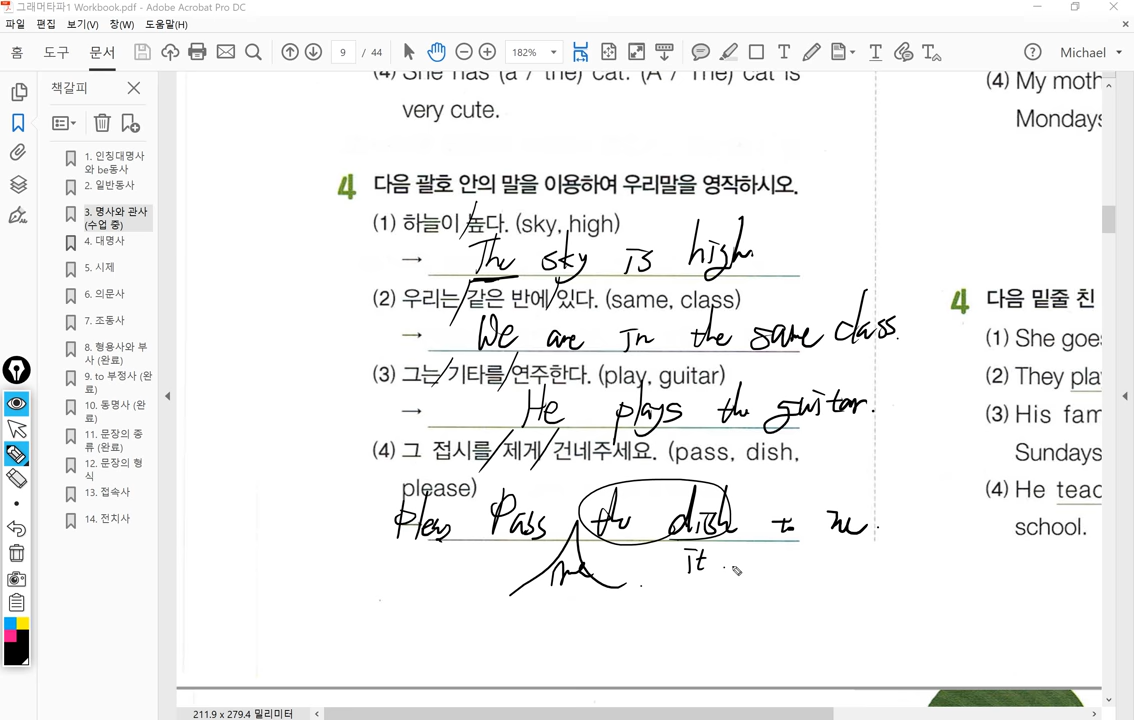 그래머타파1 Workbook.pdf - Adobe Acrobat Pro DC
파일 편집 보기(V) 창(W) 도움말(H)
홈 도구 문서 9 / 44 182% Michael
책갈피
1. 인칭대명사
와 be동사
2. 일반동사
3. 명사와 관사
(수업 중)
4. 대명사
5. 시제
6. 의문사
7. 조동사
8. 형용사와 부
사 (완료)
9. to 부정사 (완
료)
10. 동명사 (완
료)
11. 문장의 종
류 (완료)
12. 문장의 형
식
13. 접속사
14. 전치사
(4) She has (a / the) cat. (A / The) cat is
very cute.
4 다음 괄호 안의 말을 이용하여 우리말을 영작하시오.
(1) 하늘이 높다. (sky, high)
→ The sky is high.
(2) 우리는 같은 반에 있다. (same, class)
→ We are in the same class.
(3) 그는 기타를 연주한다. (play, guitar)
→ He plays the guitar.
(4) 그 접시를 제게 건네주세요. (pass, dish,
please)
Pass the dish to me.
me
it
(4) My moth
Mondays
4 다음 밑줄 친
(1) She goes
(2) They pla
(3) His fam
Sundays
(4) He teac
school.
211.9 x 279.4 밀리미터